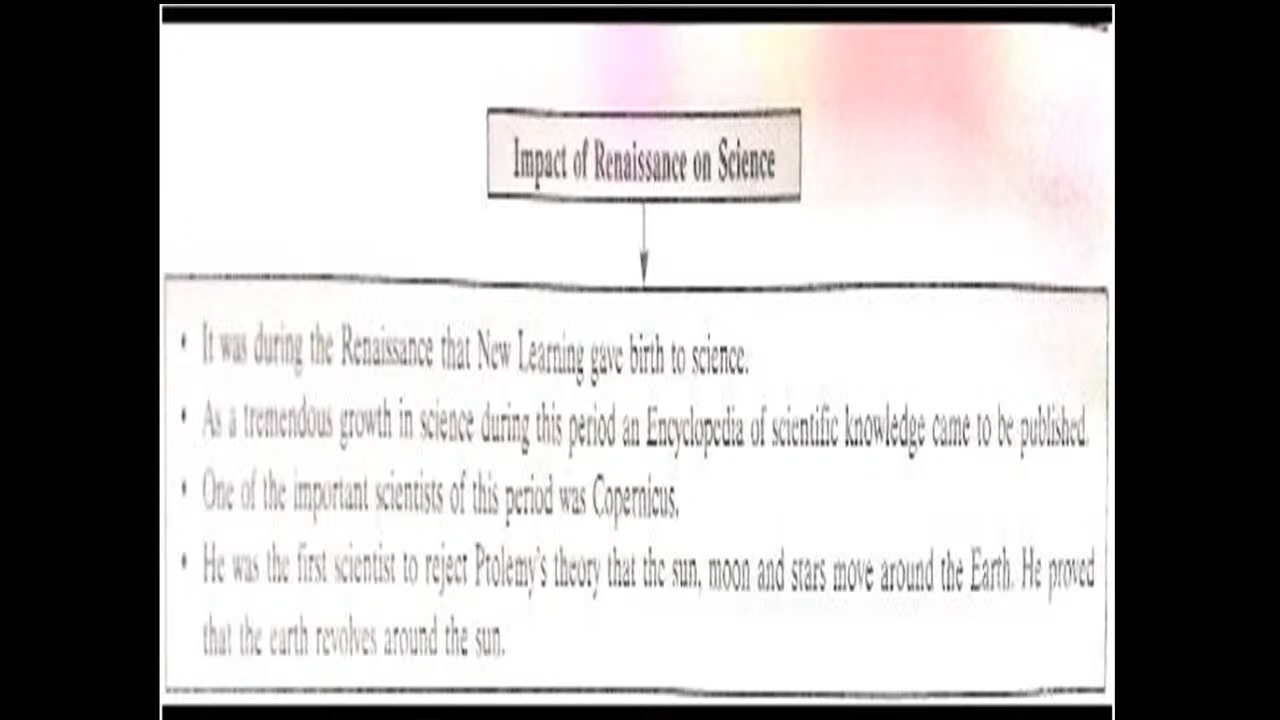 Impact of Renaissance on Science
• It was during the Renaissance that New Learning gave birth to science.
• As a tremendous growth in science during this period an Encyclopedia of scientific knowledge came to be published.
• One of the important scientists of this period was Copernicus.
• He was the first scientist to reject Ptolemy's theory that the sun, moon and stars move around the Earth. He proved
that the earth revolves around the sun.